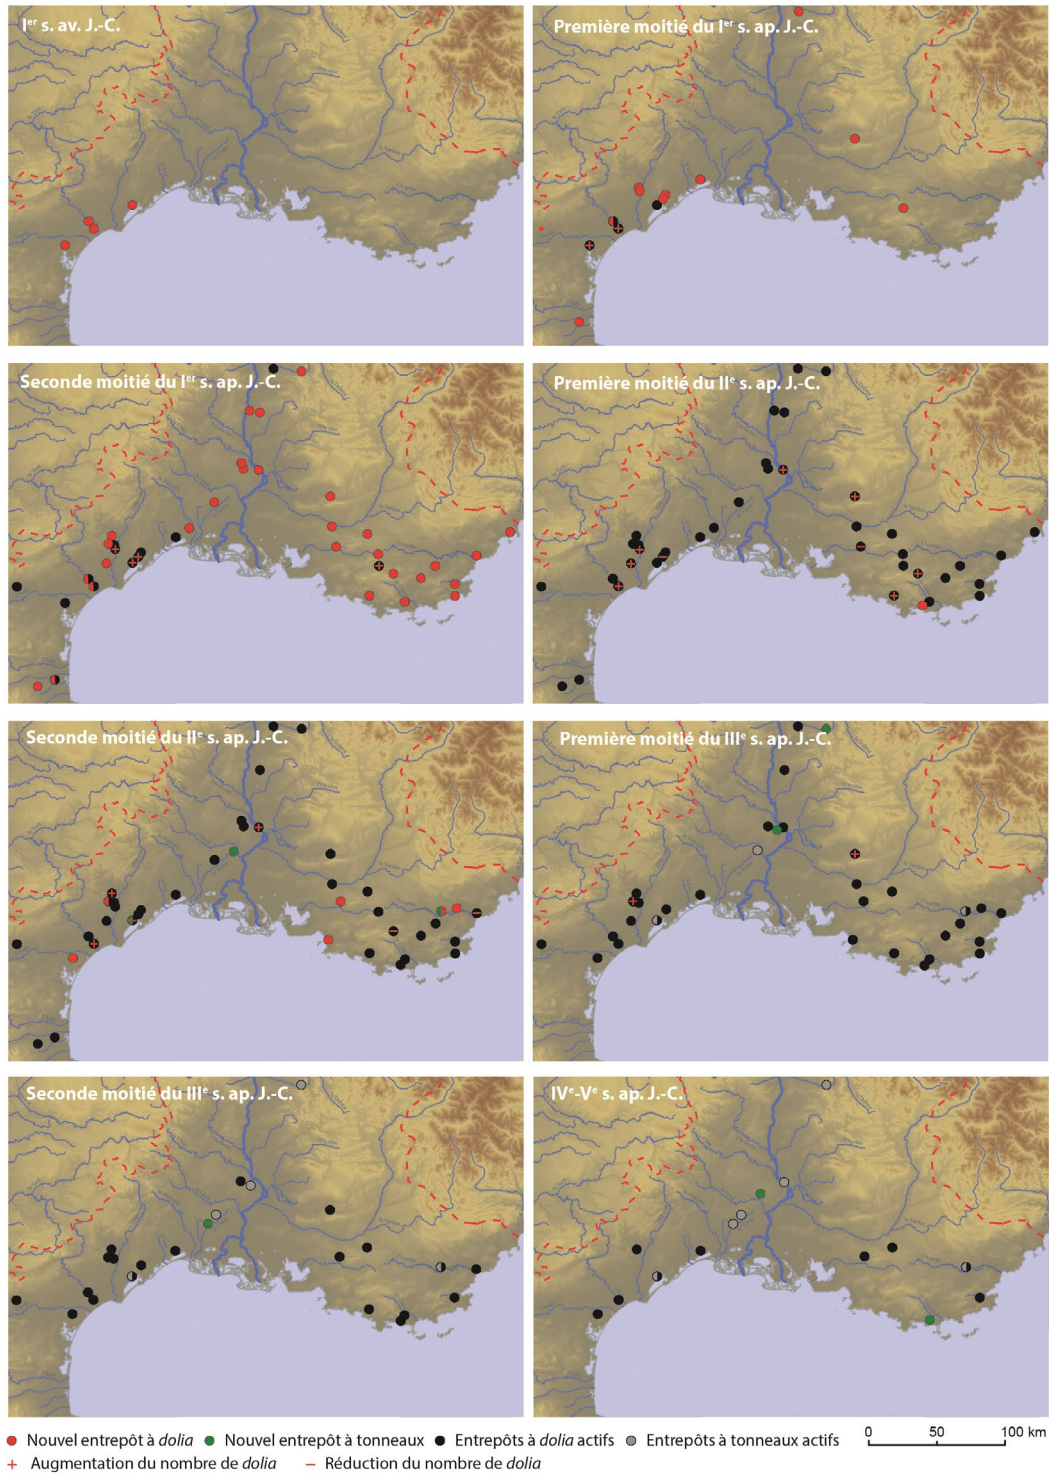 Iᵉʳ s. av. J.-C.
Première moitié du Iᵉʳ s. ap. J.-C.
Seconde moitié du Iᵉʳ s. ap. J.-C.
Première moitié du IIᵉ s. ap. J.-C.
Seconde moitié du IIᵉ s. ap. J.-C.
Première moitié du IIIᵉ s. ap. J.-C.
Seconde moitié du IIIᵉ s. ap. J.-C.
IVᵉ-Vᵉ s. ap. J.-C.
Nouvel entrepôt à dolia
Nouvel entrepôt à tonneaux
Entrepôts à dolia actifs
Entrepôts à tonneaux actifs
0 50 100 km
+ Augmentation du nombre de dolia
– Réduction du nombre de dolia